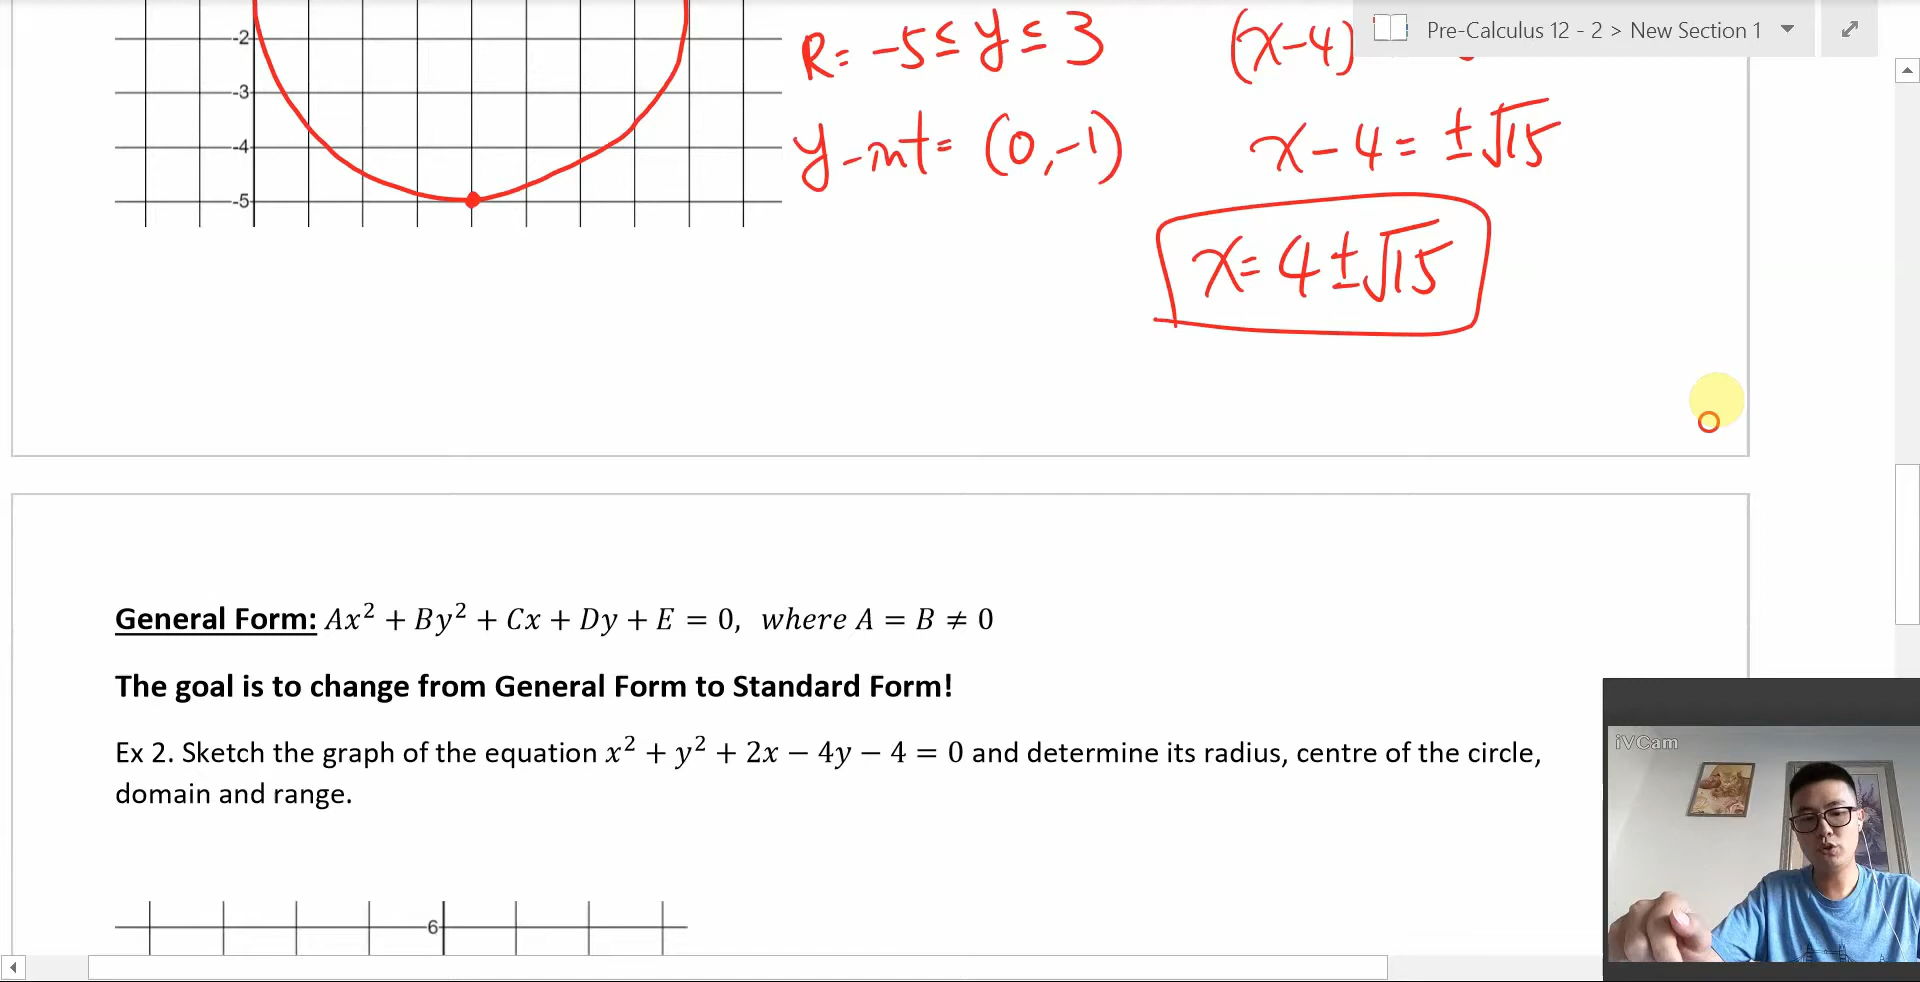 Pre-Calculus 12 - 2 > New Section 1
-2
-3
-4
-5
R= -5 ≤ y ≤ 3
y-int= (0,-1)
(x-4)
x-4= ±√15
x= 4±√15
General Form: Ax² + By² + Cx + Dy + E = 0, where A = B ≠ 0
The goal is to change from General Form to Standard Form!
Ex 2. Sketch the graph of the equation x² + y² + 2x − 4y − 4 = 0 and determine its radius, centre of the circle,
domain and range.
6
iVCam